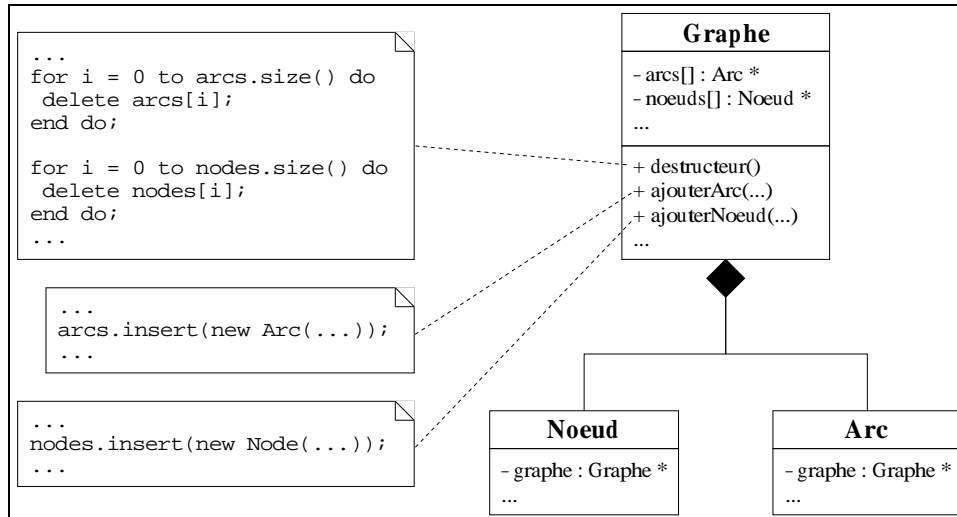 ...
for i = 0 to arcs.size() do
 delete arcs[i];
end do;

for i = 0 to nodes.size() do
 delete nodes[i];
end do;
...
...
arcs.insert(new Arc(...));
...
...
nodes.insert(new Node(...));
...
Graphe
- arcs[] : Arc *
- noeuds[] : Noeud *
...
+ destructeur()
+ ajouterArc(...)
+ ajouterNoeud(...)
...
Noeud
- graphe : Graphe *
...
Arc
- graphe : Graphe *
...